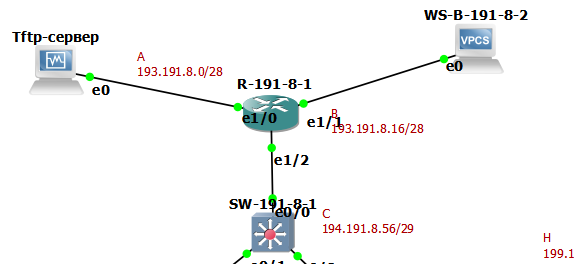 WS-B-191-8-2
VPCS
Tftp-сервер
e0
A
193.191.8.0/28
e0
R-191-8-1
e1/0
e1/1
B
193.191.8.16/28
e1/2
SW-191-8-1
e0/0
C
194.191.8.56/29
H
199.1
e0/1